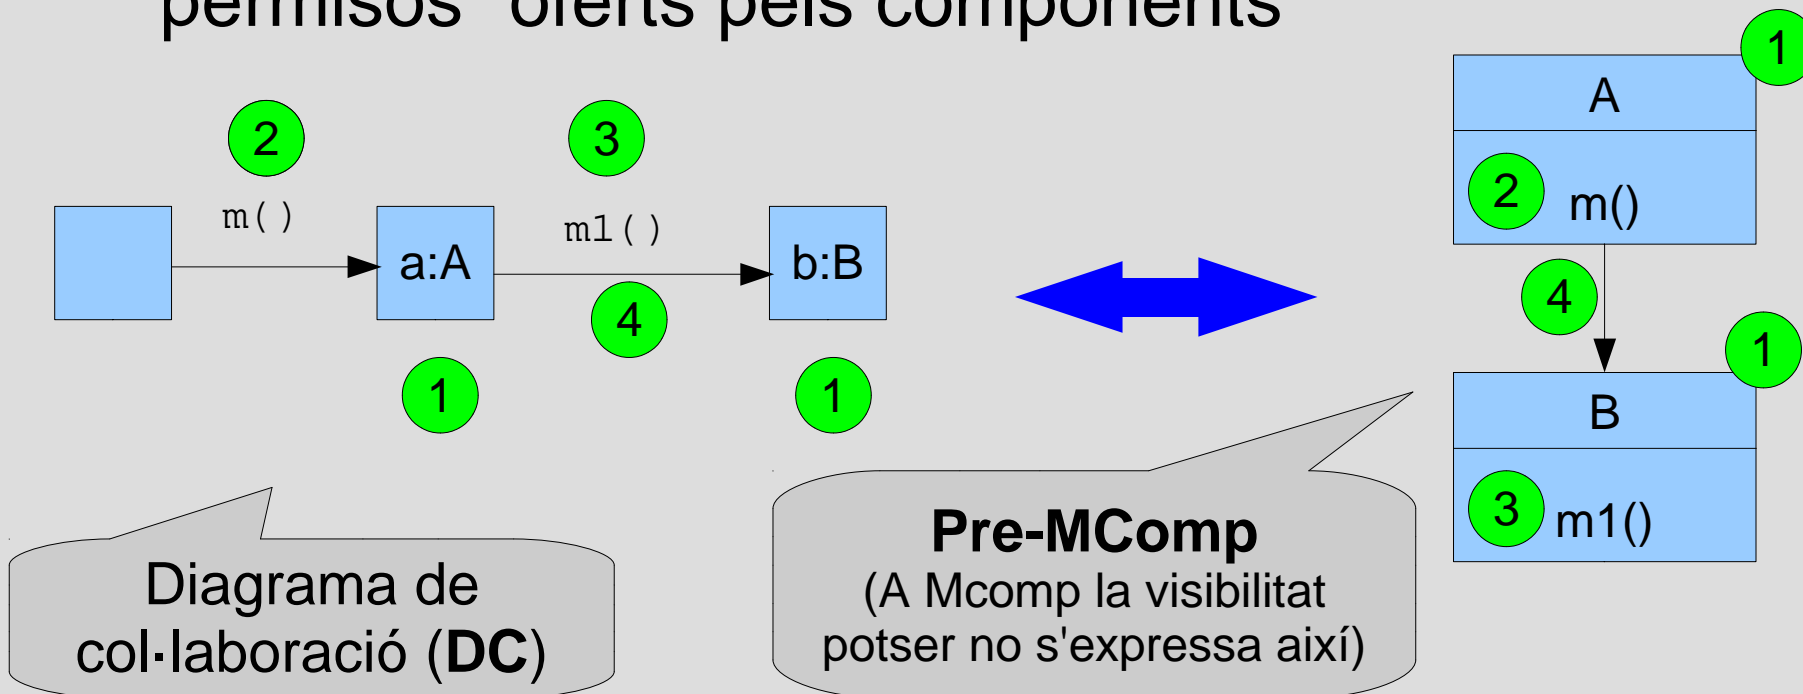 permisos" oferts pels components
2
3
m()
m1()
a:A
b:B
4
1
1
1
A
2
m()
4
1
B
3
m1()
Diagrama de
col·laboració (DC)
Pre-MComp
(A Mcomp la visibilitat
potser no s'expressa així)